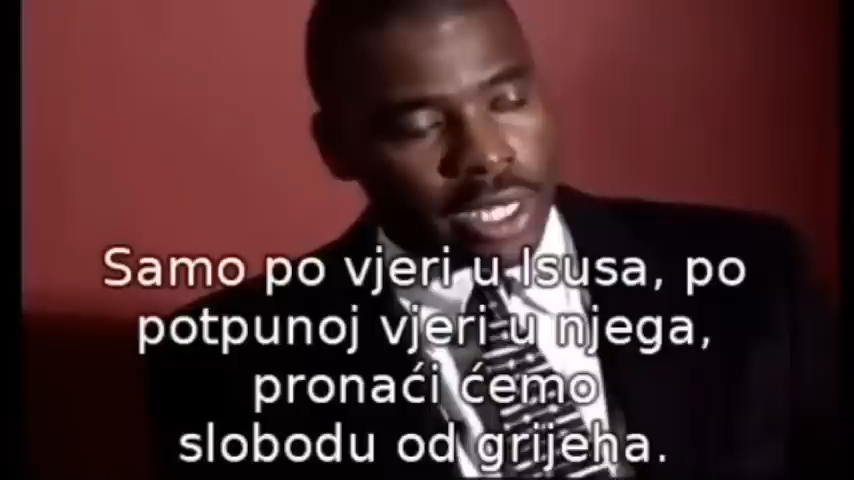 Samo po vjeri u Isusa, po
potpunoj vjeri u njega,
pronaći ćemo
slobodu od grijeha.